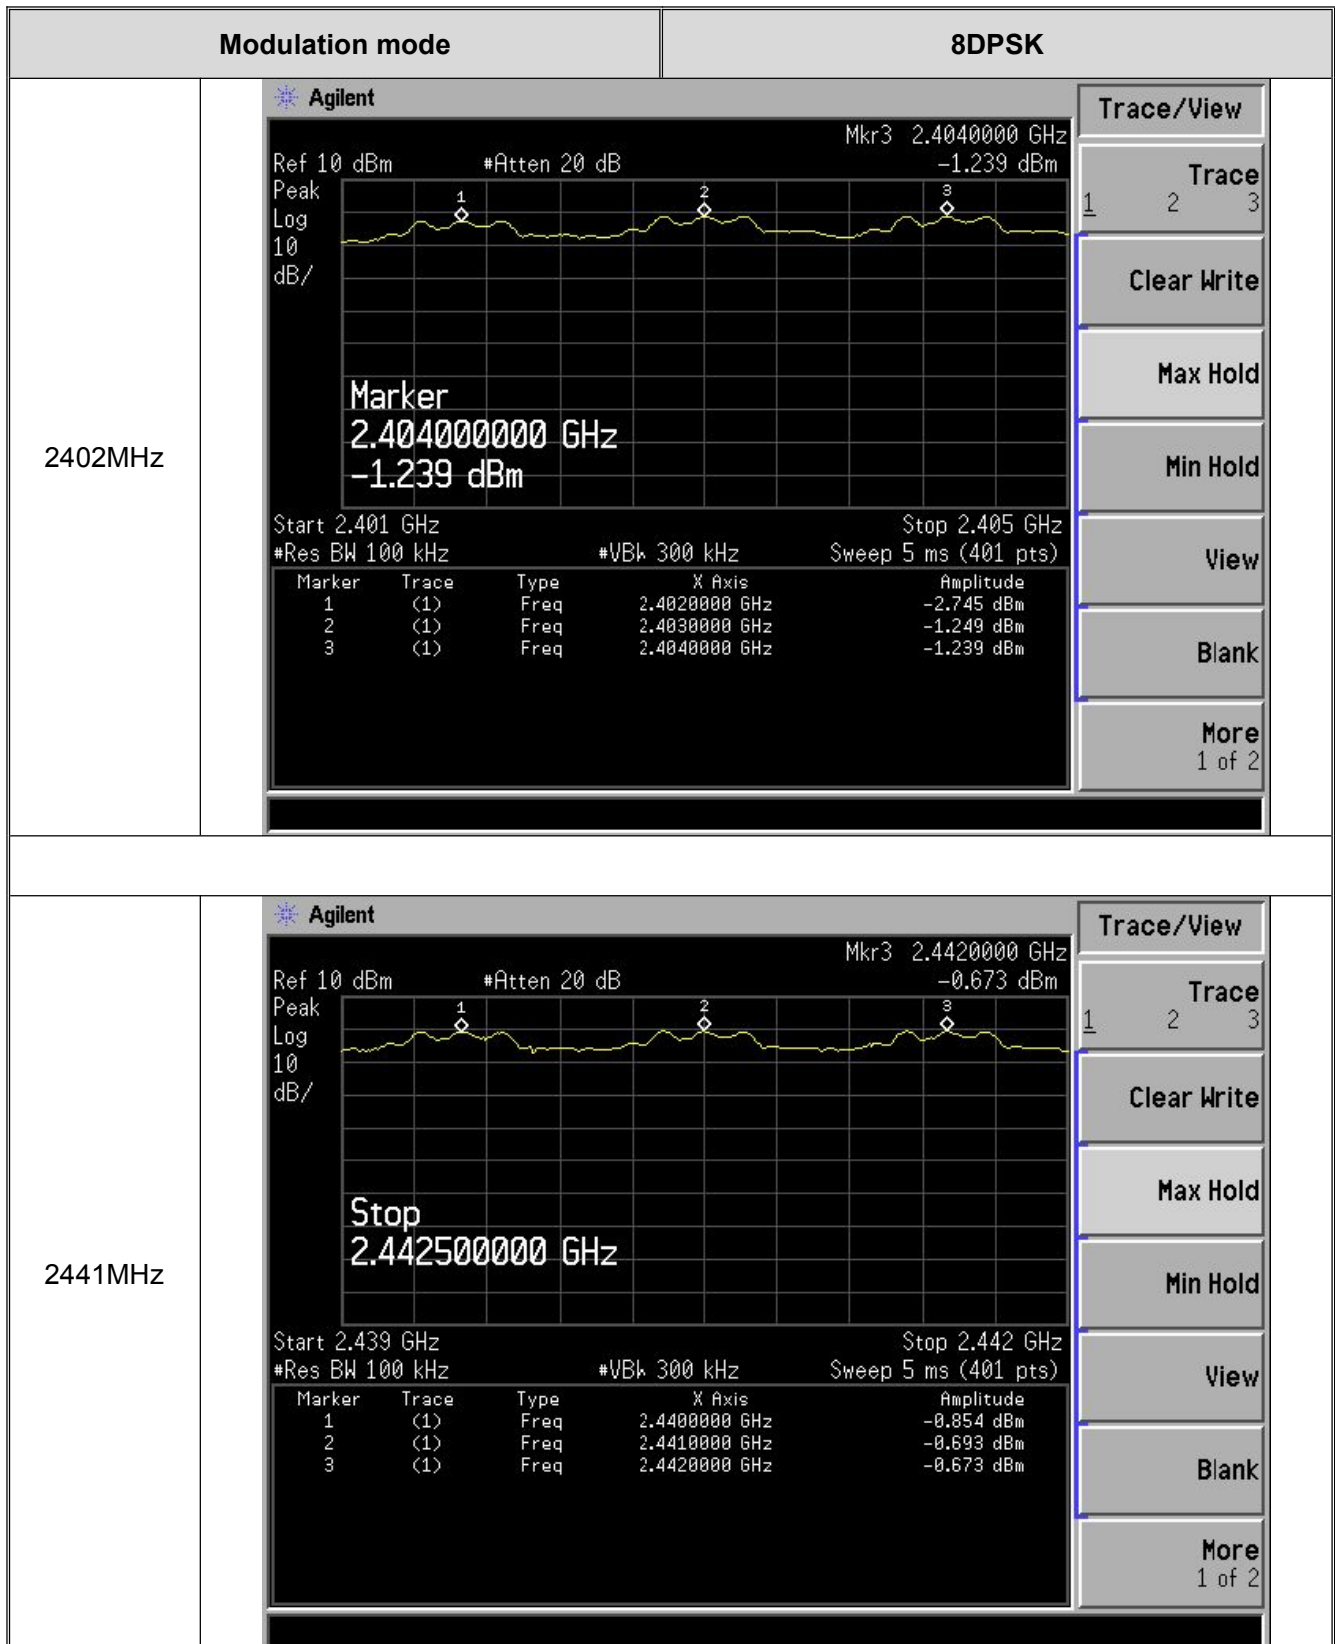 Modulation mode 8DPSK
2402MHz
Agilent
Mkr3 2.4040000 GHz
Ref 10 dBm #Atten 20 dB -1.239 dBm
Peak
Log
10
dB/
1 2 3
Marker
2.404000000 GHz
-1.239 dBm
Start 2.401 GHz Stop 2.405 GHz
#Res BW 100 kHz #VBW 300 kHz Sweep 5 ms (401 pts)
Marker Trace Type X Axis Amplitude
1 (1) Freq 2.4020000 GHz -2.745 dBm
2 (1) Freq 2.4030000 GHz -1.249 dBm
3 (1) Freq 2.4040000 GHz -1.239 dBm
Trace/View
Trace
1 2 3
Clear Write
Max Hold
Min Hold
View
Blank
More
1 of 2
2441MHz
Agilent
Mkr3 2.4420000 GHz
Ref 10 dBm #Atten 20 dB -0.673 dBm
Peak
Log
10
dB/
1 2 3
Stop
2.442500000 GHz
Start 2.439 GHz Stop 2.442 GHz
#Res BW 100 kHz #VBW 300 kHz Sweep 5 ms (401 pts)
Marker Trace Type X Axis Amplitude
1 (1) Freq 2.4400000 GHz -0.854 dBm
2 (1) Freq 2.4410000 GHz -0.693 dBm
3 (1) Freq 2.4420000 GHz -0.673 dBm
Trace/View
Trace
1 2 3
Clear Write
Max Hold
Min Hold
View
Blank
More
1 of 2